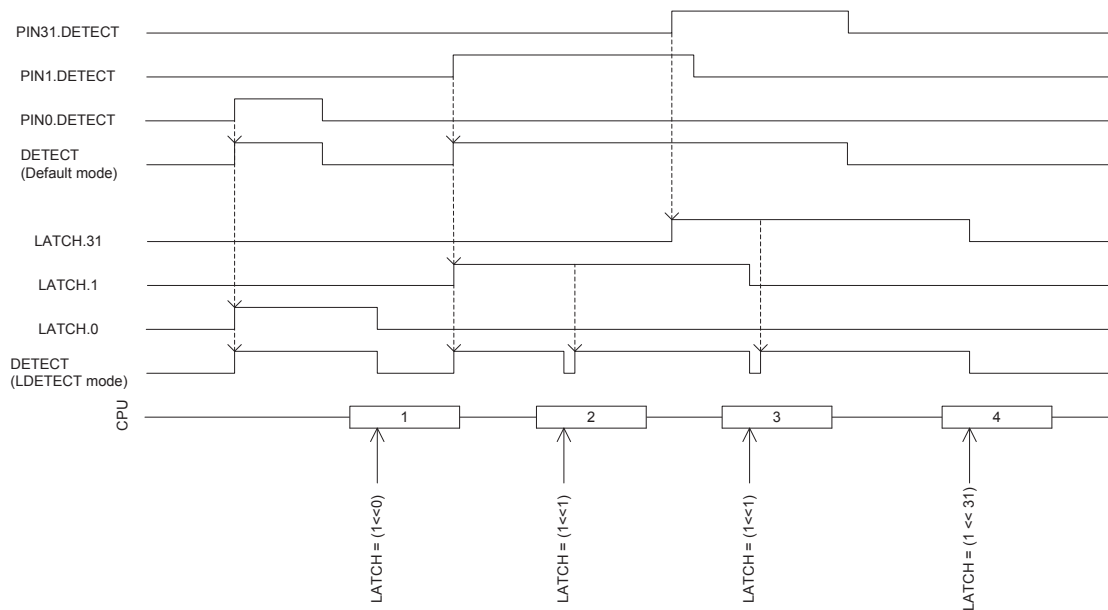 PIN31.DETECT
PIN1.DETECT
PIN0.DETECT
DETECT
(Default mode)
LATCH.31
LATCH.1
LATCH.0
DETECT
(LDETECT mode)
CPU
1
2
3
4
LATCH = (1<<0)
LATCH = (1<<1)
LATCH = (1<<1)
LATCH = (1 << 31)